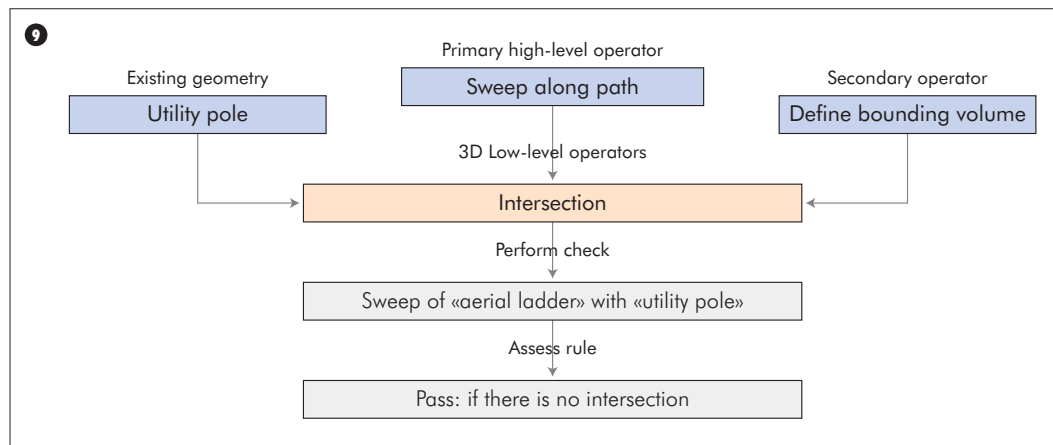 9
Primary high-level operator
Existing geometry
Sweep along path
Secondary operator
Utility pole
Define bounding volume
3D Low-level operators
Intersection
Perform check
Sweep of «aerial ladder» with «utility pole»
Assess rule
Pass: if there is no intersection